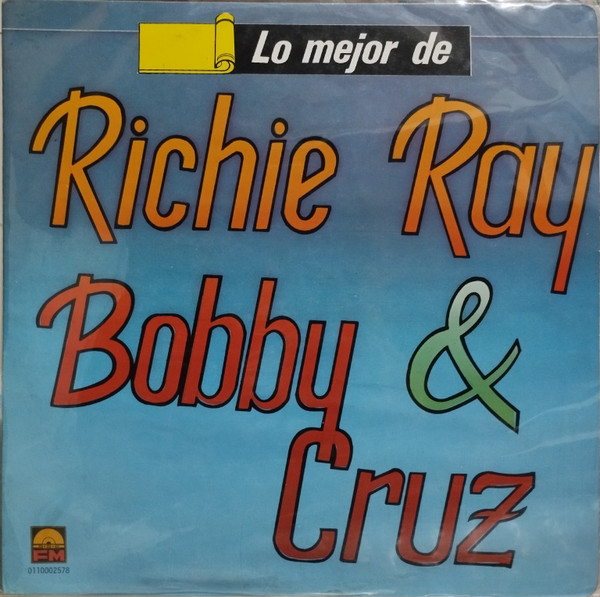 Lo mejor de
Richie Ray
Bobby &
Cruz
FM
0110002578